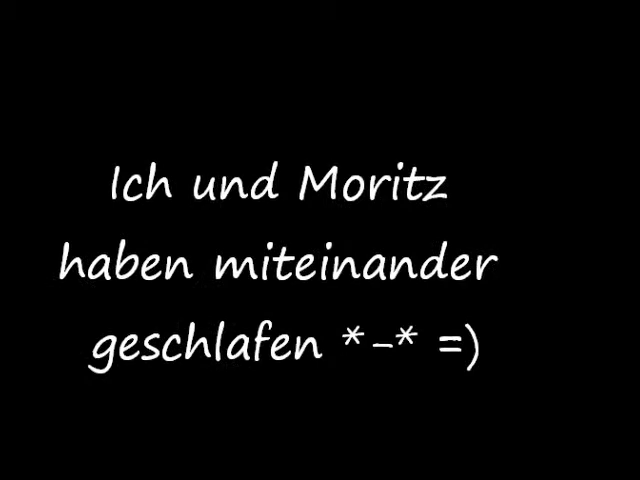 Ich und Moritz
haben miteinander
geschlafen *-* =)